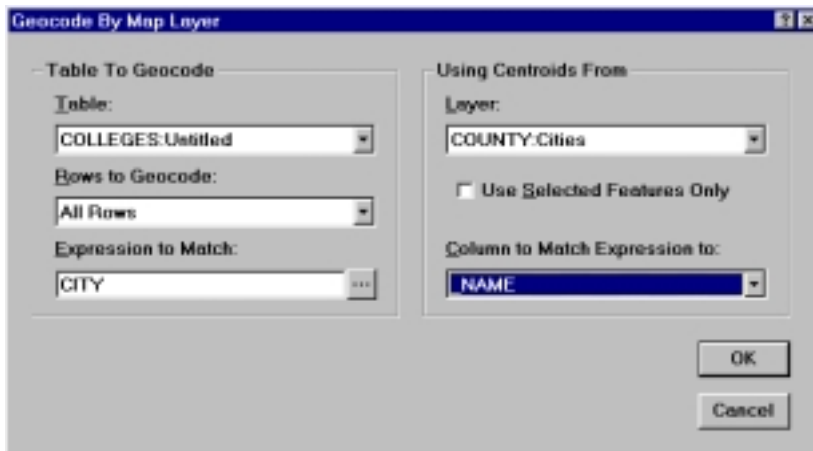 Geocode By Map Layer
Table To Geocode
Table:
COLLEGES:Untitled
Rows to Geocode:
All Rows
Expression to Match:
CITY
...
Using Centroids From
Layer:
COUNTY:Cities
Use Selected Features Only
Column to Match Expression to:
_NAME
OK
Cancel